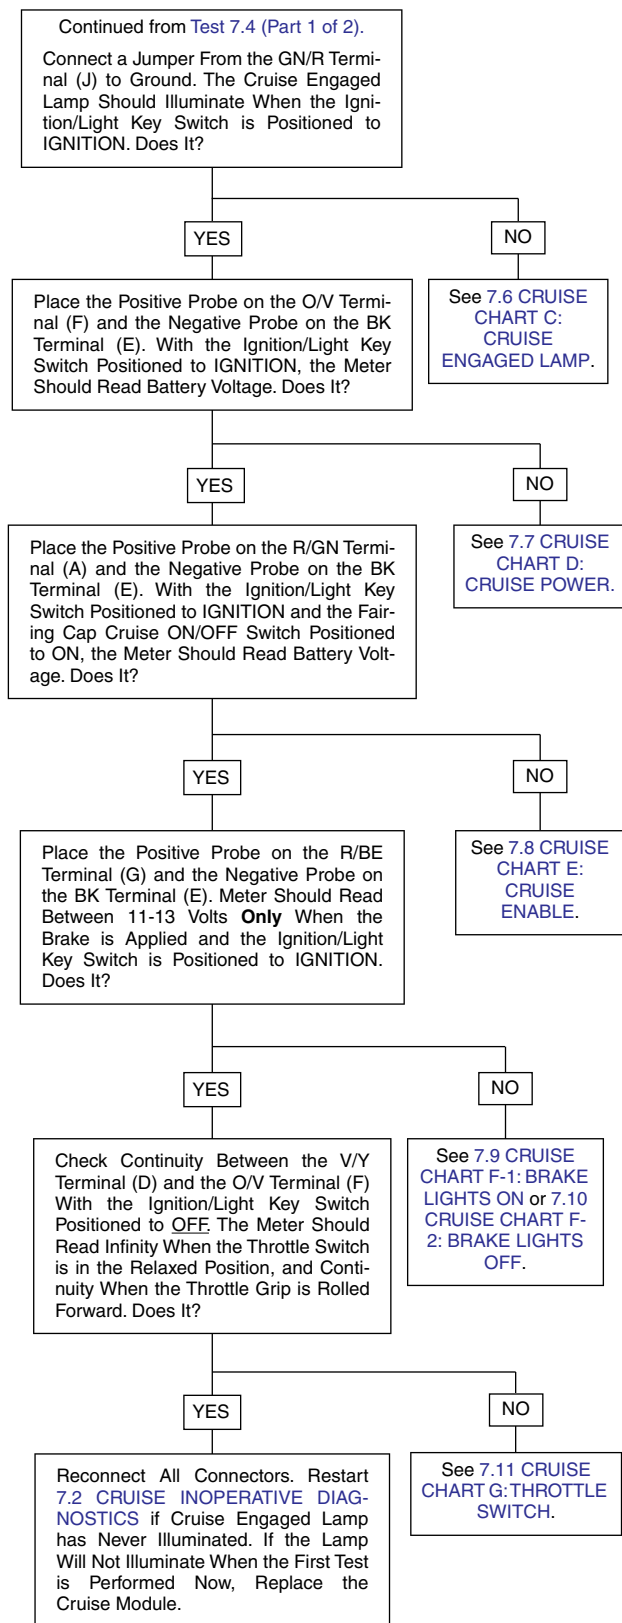 Continued from Test 7.4 (Part 1 of 2).
Connect a Jumper From the GN/R Termi-
nal (J) to Ground. The Cruise Engaged
Lamp Should Illuminate When the Igni-
tion/Light Key Switch is Positioned to
IGNITION. Does It?
YES
NO
Place the Positive Probe on the O/V Termi-
nal (F) and the Negative Probe on the BK
Terminal (E). With the Ignition/Light Key
Switch Positioned to IGNITION, the Meter
Should Read Battery Voltage. Does It?
See 7.6 CRUISE
CHART C:
CRUISE
ENGAGED LAMP.
YES
NO
Place the Positive Probe on the R/GN Termi-
nal (A) and the Negative Probe on the BK
Terminal (E). With the Ignition/Light Key
Switch Positioned to IGNITION and the Fair-
ing Cap Cruise ON/OFF Switch Positioned
to ON, the Meter Should Read Battery Volt-
age. Does It?
See 7.7 CRUISE
CHART D:
CRUISE POWER.
YES
NO
Place the Positive Probe on the R/BE
Terminal (G) and the Negative Probe on
the BK Terminal (E). Meter Should Read
Between 11-13 Volts Only When the
Brake is Applied and the Ignition/Light
Key Switch is Positioned to IGNITION.
Does It?
See 7.8 CRUISE
CHART E:
CRUISE
ENABLE.
YES
NO
Check Continuity Between the V/Y
Terminal (D) and the O/V Terminal (F)
With the Ignition/Light Key Switch
Positioned to OFF. The Meter Should
Read Infinity When the Throttle Switch
is in the Relaxed Position, and Conti-
nuity When the Throttle Grip is Rolled
Forward. Does It?
See 7.9 CRUISE
CHART F-1: BRAKE
LIGHTS ON or 7.10
CRUISE CHART F-
2: BRAKE LIGHTS
OFF.
YES
NO
Reconnect All Connectors. Restart
7.2 CRUISE INOPERATIVE DIAG-
NOSTICS if Cruise Engaged Lamp
has Never Illuminated. If the Lamp
Will Not Illuminate When the First Test
is Performed Now, Replace the
Cruise Module.
See 7.11 CRUISE
CHART G: THROTTLE
SWITCH.